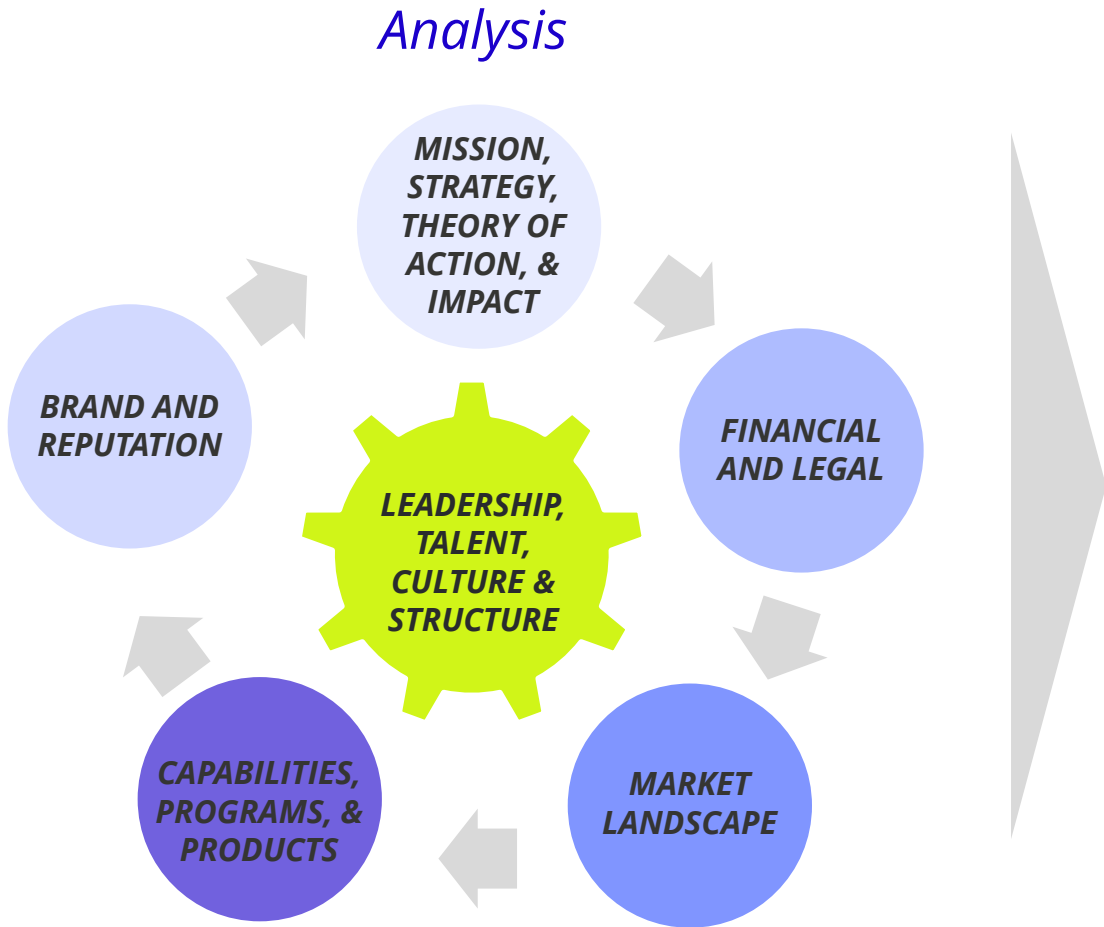 Analysis
MISSION,
STRATEGY,
THEORY OF
ACTION, &
IMPACT
BRAND AND
REPUTATION
FINANCIAL
AND LEGAL
LEADERSHIP,
TALENT,
CULTURE &
STRUCTURE
CAPABILITIES,
PROGRAMS, &
PRODUCTS
MARKET
LANDSCAPE